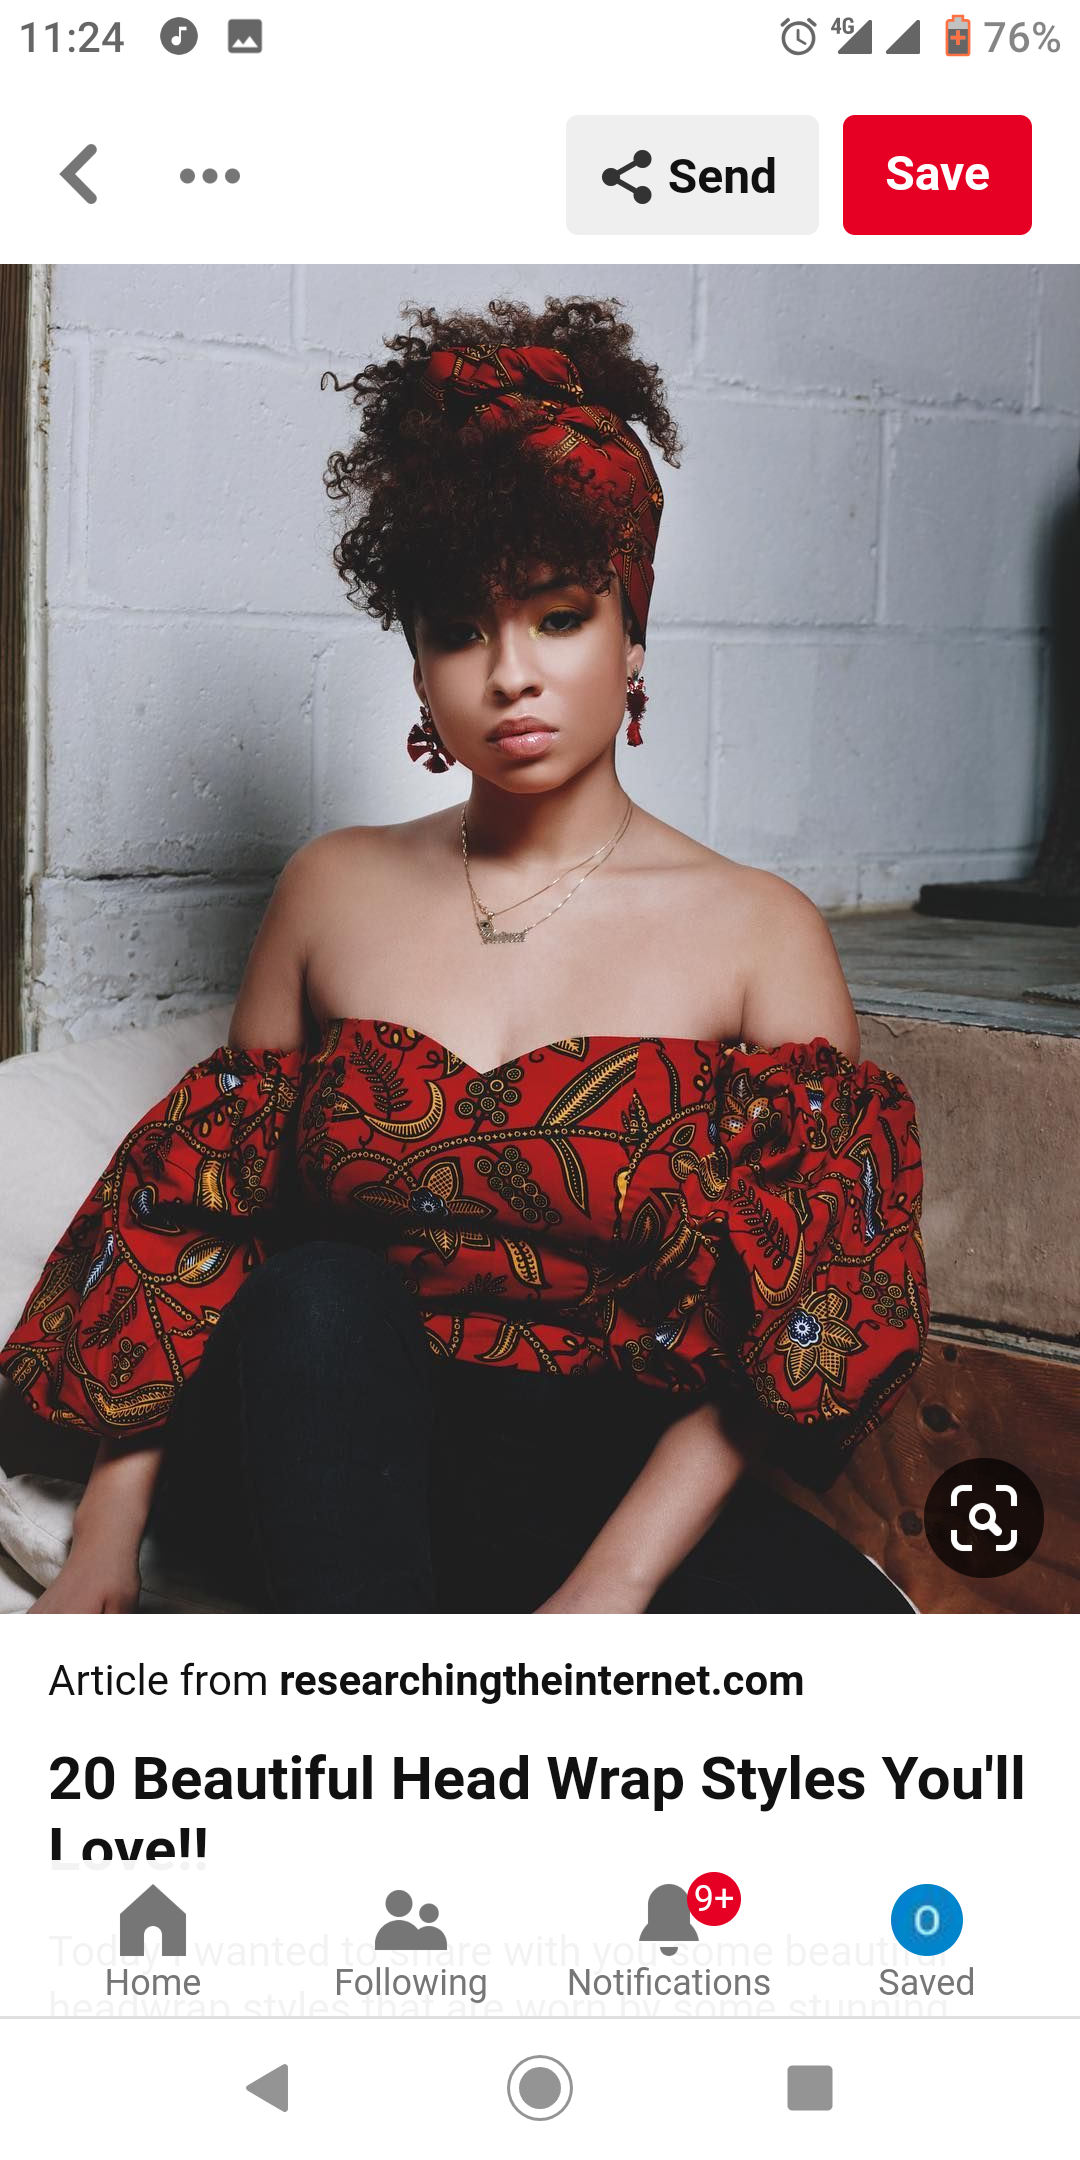 11:24
4G
76%
Send
Save
Article from researchingtheinternet.com
20 Beautiful Head Wrap Styles You'll
Love!!
Today I wanted to share with you some beautiful
headwrap styles that are worn by some stunning
9+
O
Home
Following
Notifications
Saved